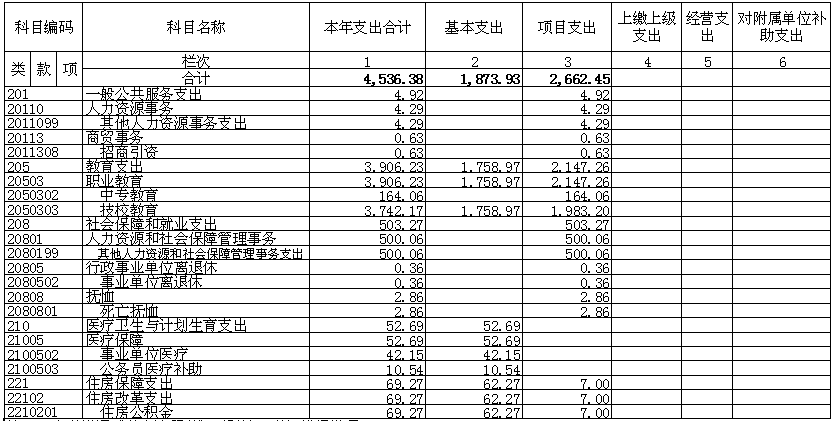 科目编码 科目名称 本年支出合计 基本支出 项目支出 上缴上级支出 经营支出 对附属单位补助支出
类 款 项 栏次 1 2 3 4 5 6
合计 4,536.38 1,873.93 2,662.45
201 一般公共服务支出 4.92 4.92
20110 人力资源事务 4.29 4.29
2011099 其他人力资源事务支出 4.29 4.29
20113 商贸事务 0.63 0.63
2011308 招商引资 0.63 0.63
205 教育支出 3,906.23 1,758.97 2,147.26
20503 职业教育 3,906.23 1,758.97 2,147.26
2050302 中专教育 164.06 164.06
2050303 技校教育 3,742.17 1,758.97 1,983.20
208 社会保障和就业支出 503.27 503.27
20801 人力资源和社会保障管理事务 500.06 500.06
2080199 其他人力资源和社会保障管理事务支出 500.06 500.06
20805 行政事业单位离退休 0.36 0.36
2080502 事业单位离退休 0.36 0.36
20808 抚恤 2.86 2.86
2080801 死亡抚恤 2.86 2.86
210 医疗卫生与计划生育支出 52.69 52.69
21005 医疗保障 52.69 52.69
2100502 事业单位医疗 42.15 42.15
2100503 公务员医疗补助 10.54 10.54
221 住房保障支出 69.27 62.27 7.00
22102 住房改革支出 69.27 62.27 7.00
2210201 住房公积金 69.27 62.27 7.00